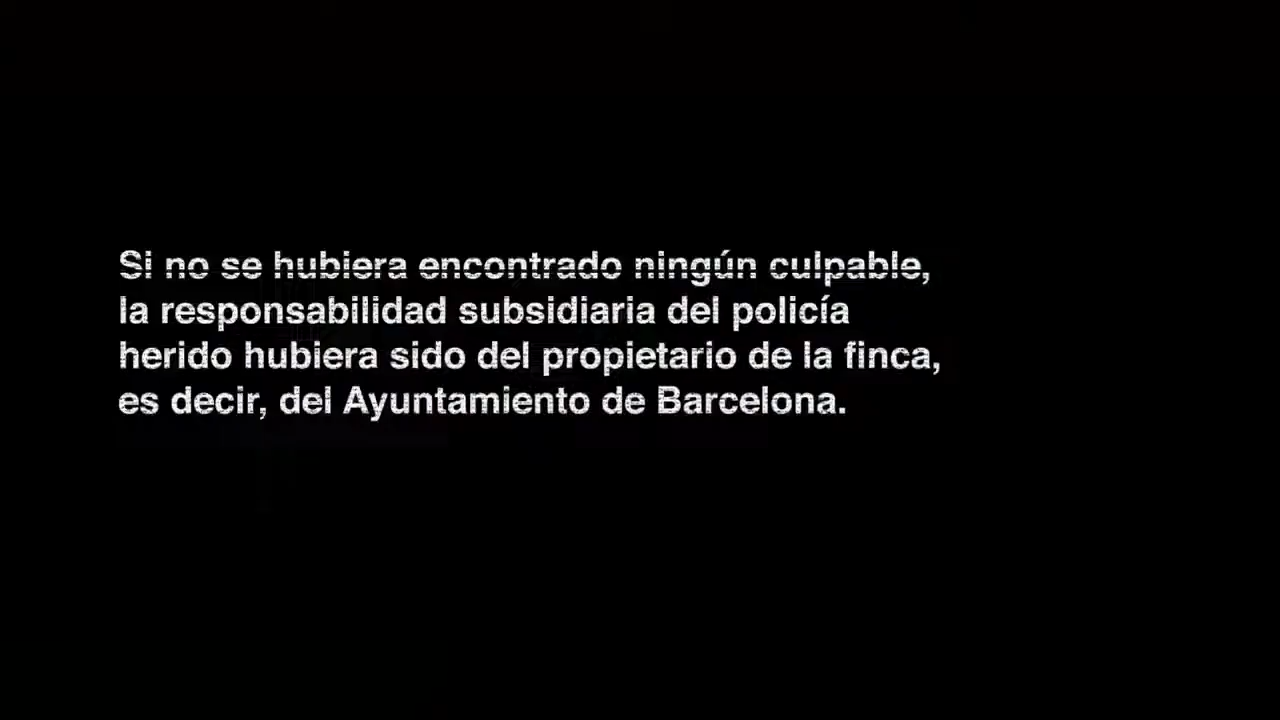 Si no se hubiera encontrado ningún culpable,
la responsabilidad subsidiaria del policía
herido hubiera sido del propietario de la finca,
es decir, del Ayuntamiento de Barcelona.